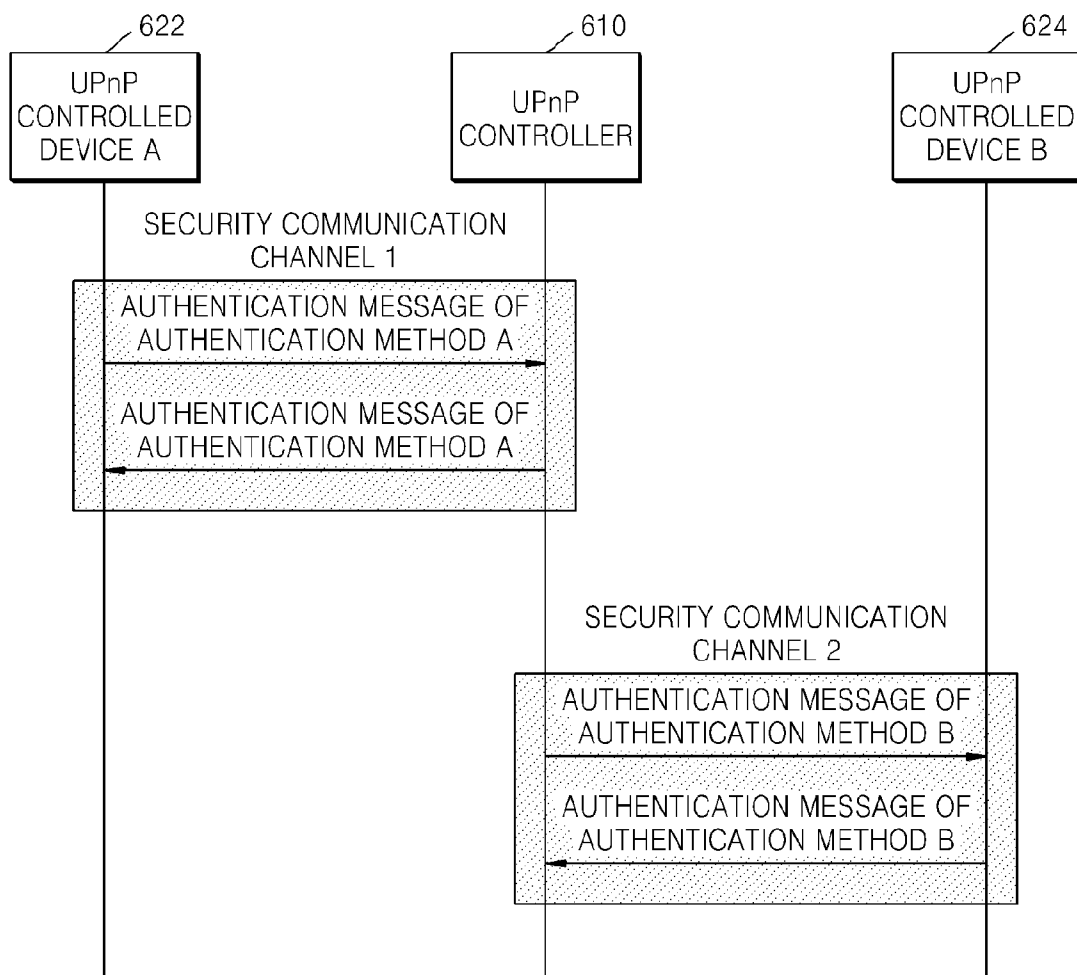 622
610
624
UPnP
CONTROLLED
DEVICE A
UPnP
CONTROLLER
UPnP
CONTROLLED
DEVICE B
SECURITY COMMUNICATION
CHANNEL 1
AUTHENTICATION MESSAGE OF
AUTHENTICATION METHOD A
AUTHENTICATION MESSAGE OF
AUTHENTICATION METHOD A
SECURITY COMMUNICATION
CHANNEL 2
AUTHENTICATION MESSAGE OF
AUTHENTICATION METHOD B
AUTHENTICATION MESSAGE OF
AUTHENTICATION METHOD B